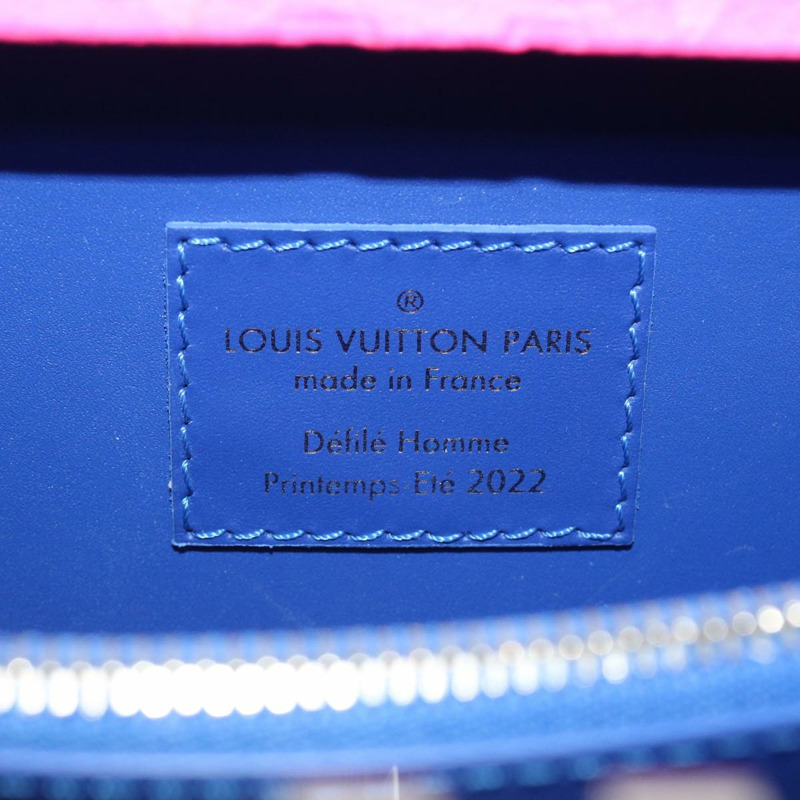 ®
LOUIS VUITTON PARIS
made in France
Défilé Homme
Printemps Eté 2022